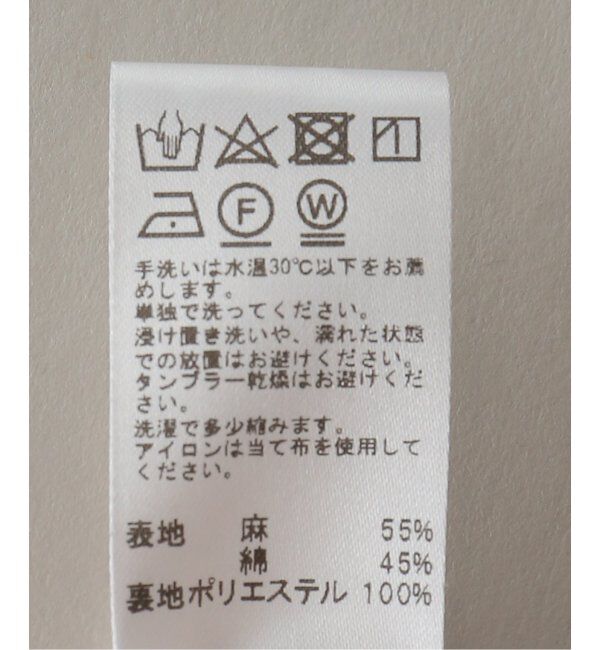 F W
手洗いは水温30℃以下をお薦
めします。
単独で洗ってください。
浸け置き洗いや、濡れた状態
での放置はお避けください。
タンブラー乾燥はお避けくだ
さい。
洗濯で多少縮みます。
アイロンは当て布を使用して
ください。
表地 麻 55%
綿 45%
裏地ポリエステル 100%